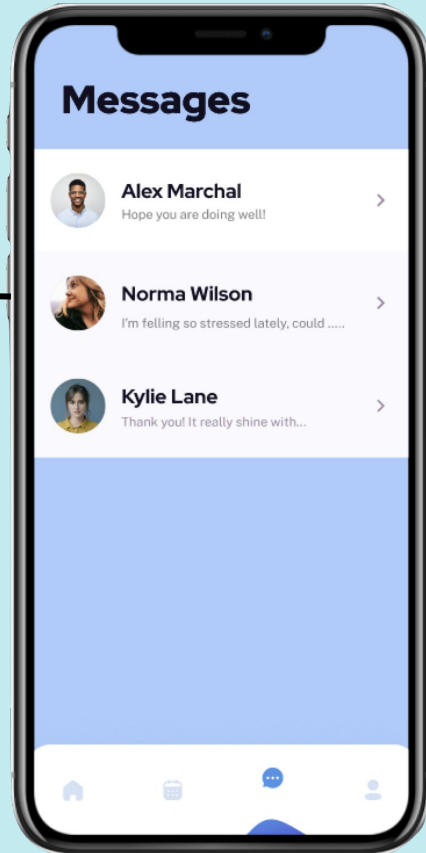 Messages
Alex Marchal
Hope you are doing well!
Norma Wilson
I'm felling so stressed lately, could .....
Kylie Lane
Thank you! It really shine with...